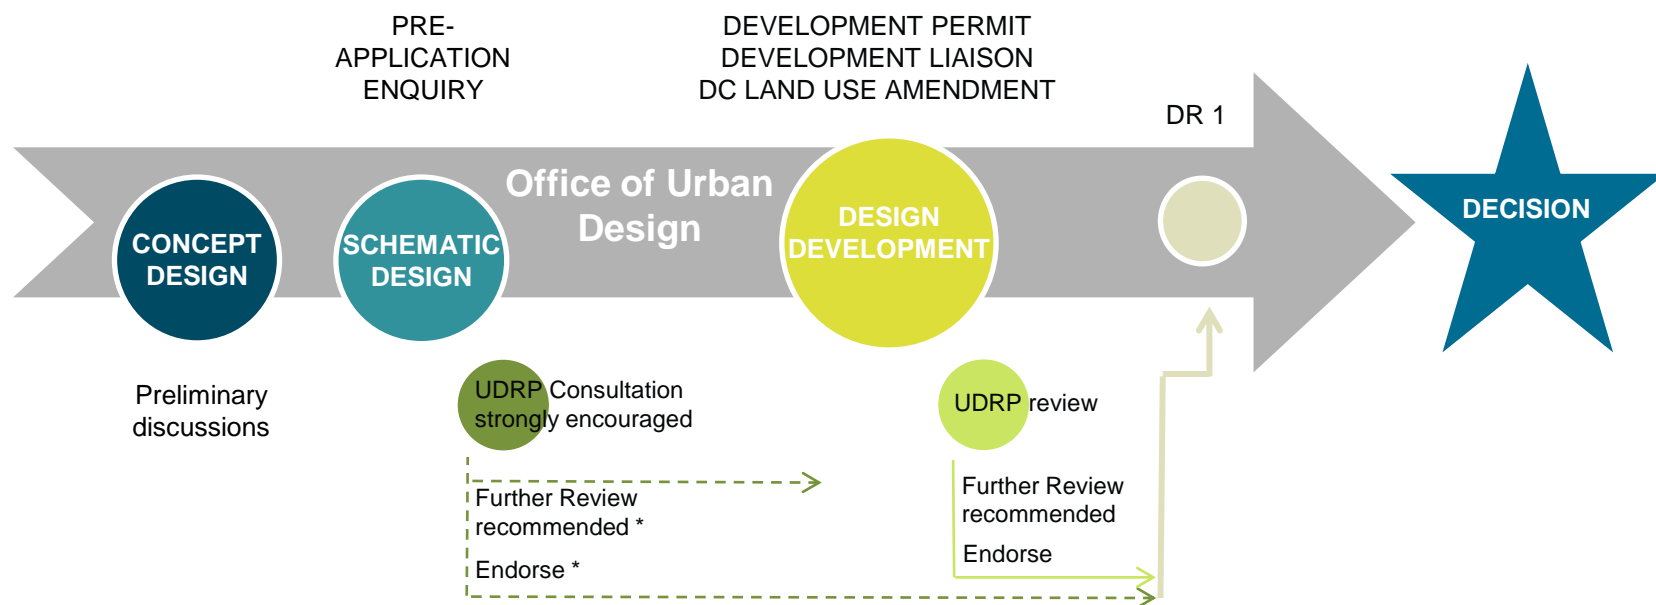 PRE-
APPLICATION
ENQUIRY
DEVELOPMENT PERMIT
DEVELOPMENT LIAISON
DC LAND USE AMENDMENT
DR 1
Office of Urban
Design
CONCEPT
DESIGN
SCHEMATIC
DESIGN
DESIGN
DEVELOPMENT
DECISION
Preliminary
discussions
UDRP Consultation
strongly encouraged
UDRP review
Further Review
recommended *
Endorse *
Further Review
recommended
Endorse